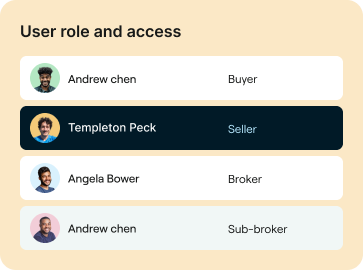 User role and access
Andrew chen Buyer
Templeton Peck Seller
Angela Bower Broker
Andrew chen Sub-broker